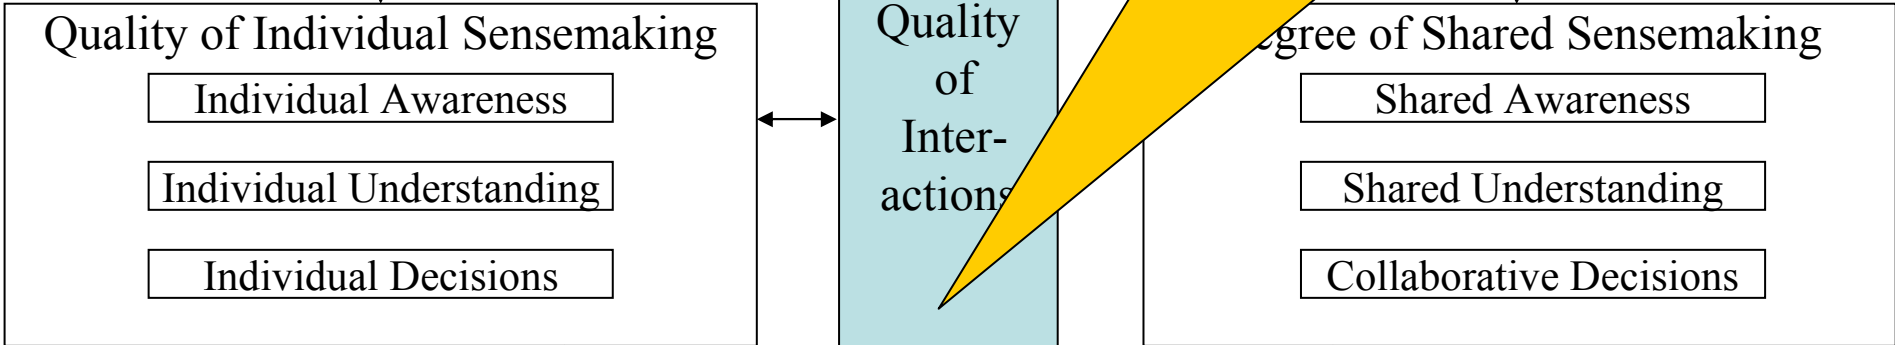 Quality of Individual Sensemaking
Individual Awareness
Individual Understanding
Individual Decisions
Quality
of
Inter-
actions
egree of Shared Sensemaking
Shared Awareness
Shared Understanding
Collaborative Decisions